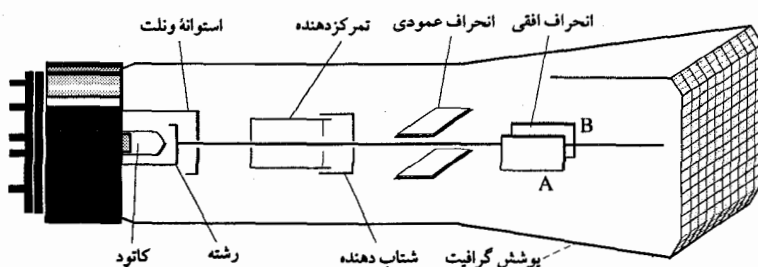 انحراف افقی
انحراف عمودی
تمرکزدهنده
استوانهٔ ونلت
B
A
پوشش گرافیت
شتاب دهنده
رشته
کاتود